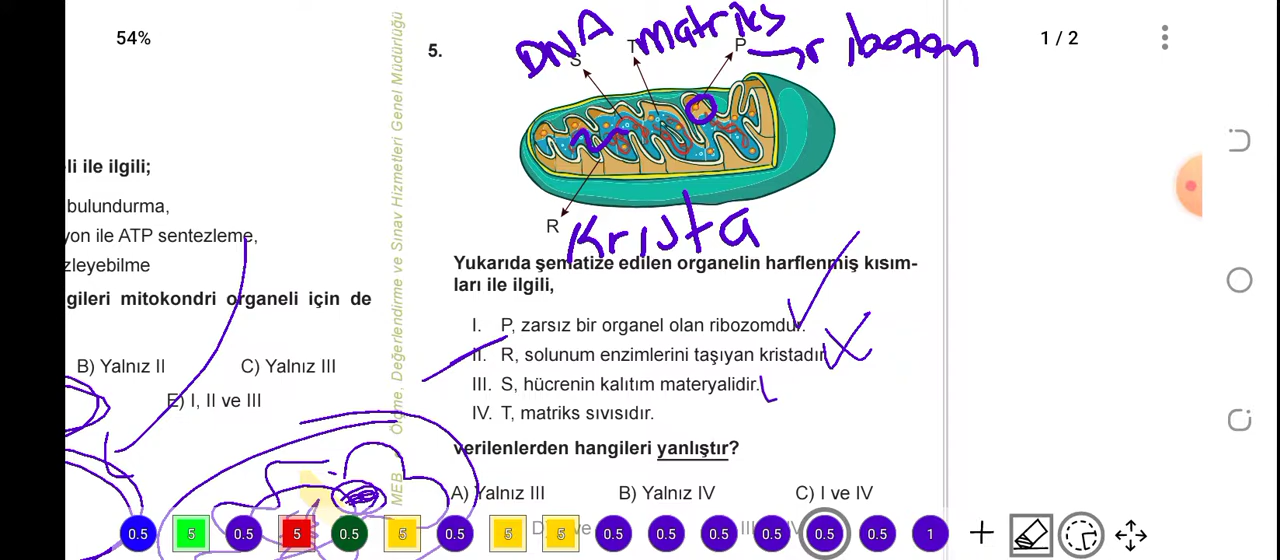 54%
1 / 2
DNA matriks
P → ribozom
5.
S
T
R
Krista
li ile ilgili;
bulundurma,
yon ile ATP sentezleme,
zleyebilme
gileri mitokondri organeli için de
B) Yalnız II C) Yalnız III
E) I, II ve III
MEB Ölçme, Değerlendirme ve Sınav Hizmetleri Genel Müdürlüğü
Yukarıda şematize edilen organelin harflenmiş kısım-
ları ile ilgili,
I. P, zarsız bir organel olan ribozomdur.
II. R, solunum enzimlerini taşıyan kristadır.
III. S, hücrenin kalıtım materyalidir.
IV. T, matriks sıvısıdır.
verilenlerden hangileri yanlıştır?
A) Yalnız III B) Yalnız IV C) I ve IV
0.5 5 0.5 5 0.5 5 0.5 5 5 0.5 0.5 0.5 0.5 0.5 0.5 1